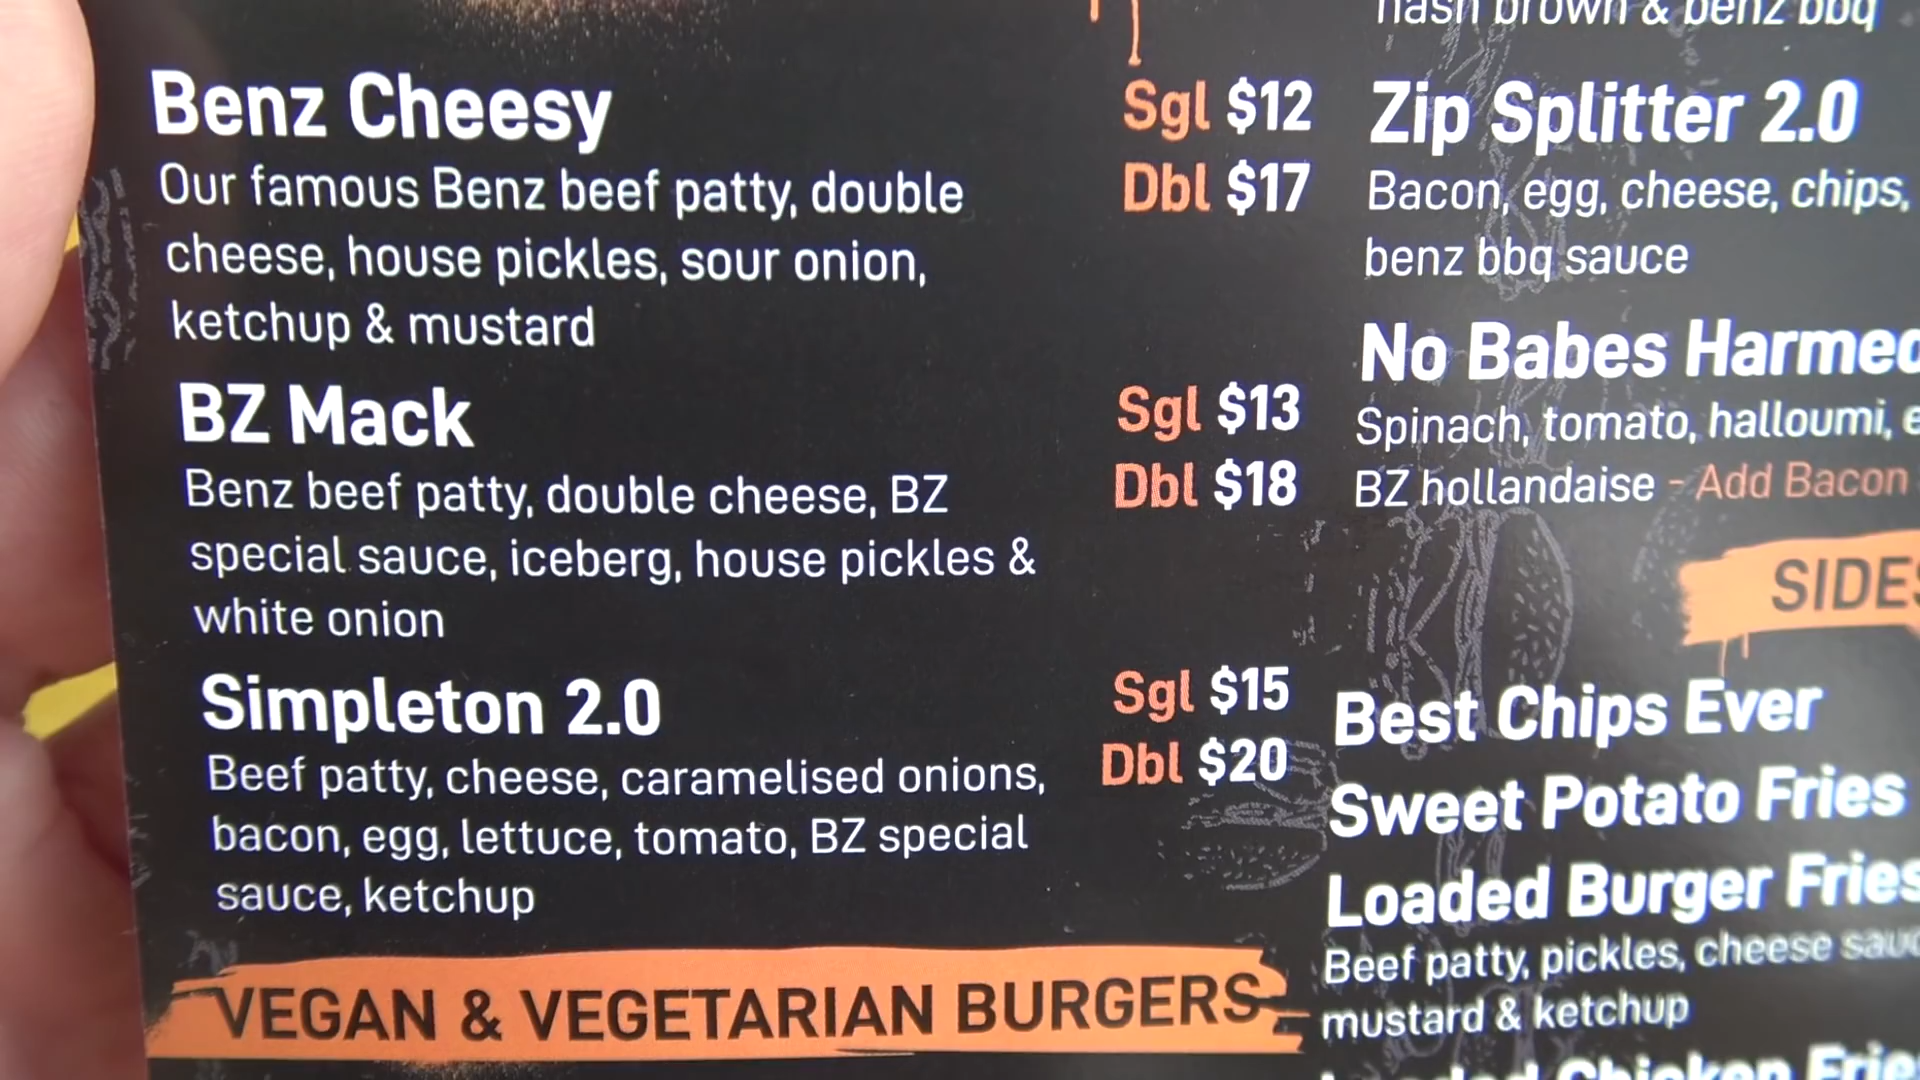 Benz Cheesy
Sgl $12
Our famous Benz beef patty, double
Dbl $17
cheese, house pickles, sour onion,
ketchup & mustard
BZ Mack
Sgl $13
Benz beef patty, double cheese, BZ
Dbl $18
special sauce, iceberg, house pickles &
white onion
Simpleton 2.0
Sgl $15
Beef patty, cheese, caramelised onions,
Dbl $20
bacon, egg, lettuce, tomato, BZ special
sauce, ketchup
VEGAN & VEGETARIAN BURGERS
hash brown & benz bbq
Zip Splitter 2.0
Bacon, egg, cheese, chips,
benz bbq sauce
No Babes Harmed
Spinach, tomato, halloumi,
BZ hollandaise - Add Bacon
SIDES
Best Chips Ever
Sweet Potato Fries
Loaded Burger Fries
Beef patty, pickles, cheese sauc
mustard & ketchup
Chicken Frie